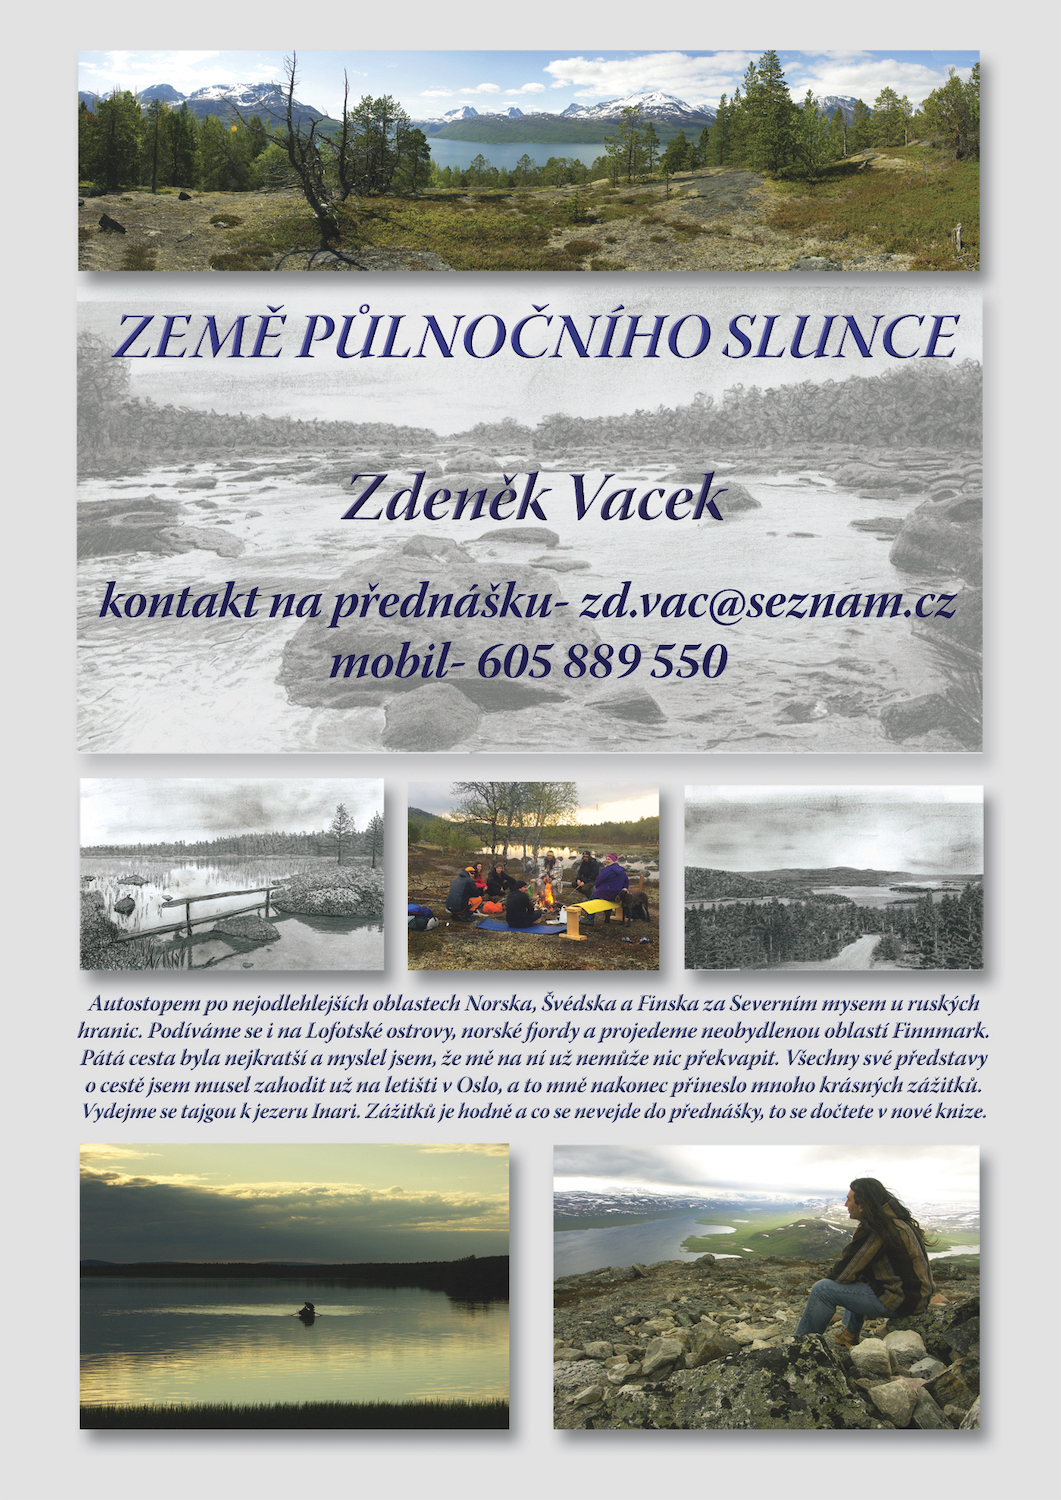 ZEMĚ PŮLNOČNÍHO SLUNCE
Zdeněk Vacek
kontakt na přednášku- zd.vac@seznam.cz
mobil- 605 889 550
Autostopem po nejodlehlejších oblastech Norska, Švédska a Finska za Severním mysem u ruských
hranic. Podíváme se i na Lofotské ostrovy, norské fjordy a projedeme neobydlenou oblastí Finnmark.
Pátá cesta byla nejkratší a myslel jsem, že mě na ní už nemůže nic překvapit. Všechny své představy
o cestě jsem musel zahodit už na letišti v Oslo, a to mně nakonec přineslo mnoho krásných zážitků.
Vydejme se tajgou k jezeru Inari. Zážitků je hodně a co se nevejde do přednášky, to se dočtete v nové knize.